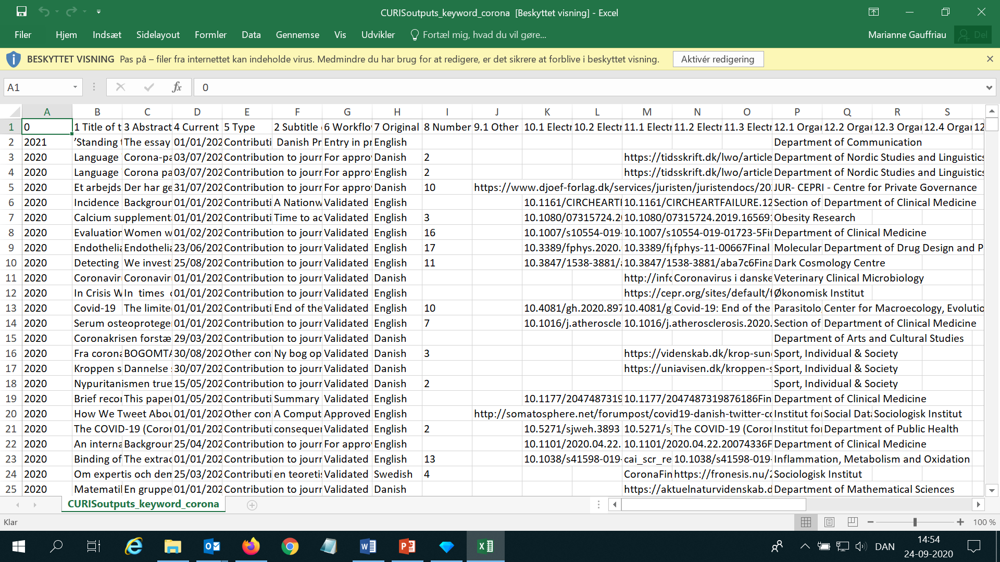 CURISoutputs_keyword_corona [Beskyttet visning] - Excel
Filer Hjem Indsæt Sidelayout Formler Data Gennemse Vis Udvikler Fortæl mig, hvad du vil gøre... Marianne Gauffriau Del
BESKYTTET VISNING Pas på – filer fra internettet kan indeholde virus. Medmindre du har brug for at redigere, er det sikrere at forblive i beskyttet visning. Aktivér redigering
A1 fx 0
A B C D E F G H I J K L M N O P Q R S
1 0 1 Title of t 3 Abstract 4 Current 5 Type 2 Subtitle 6 Workflo 7 Original 8 Number 9.1 Other 10.1 Electr 10.2 Electr 11.1 Electr 11.2 Electr 11.3 Electr 12.1 Orgar 12.2 Orgar 12.3 Orgar 12.4 Orgar 12
2 2021 ’Standing t The essay 01/01/202 Contributi Danish Pr Entry in pr English Department of Communication
3 2020 Language Corona-pa 03/07/202 Contribution to journ For approv Danish 2 https://tidsskrift.dk/lwo/article Department of Nordic Studies and Linguistics
4 2020 Language Corona pa 03/07/202 Contribution to journ For approv English 2 https://tidsskrift.dk/lwo/article Department of Nordic Studies and Linguistics
5 2020 Et arbejds Der har ge 31/07/202 Contribution to journ For approv Danish 10 https://www.djoef-forlag.dk/services/juristen/juristendocs/20 JUR- CEPRI - Centre for Private Governance
6 2020 Incidence Backgroun 01/01/202 Contributi A Nationw Validated English 10.1161/CIRCHEARTF 10.1161/CIRCHEARTFAILURE.12 Section of Department of Clinical Medicine
7 2020 Calcium supplementa 01/01/202 Contributi Time to ac Validated English 3 10.1080/07315724.20 10.1080/07315724.2019.165691 Obesity Research
8 2020 Evaluation Women w 01/02/202 Contribution to journ Validated English 16 10.1007/s10554-019- 10.1007/s10554-019-01723-5Fin Department of Clinical Medicine
9 2020 Endothelia Endothelia 23/06/202 Contribution to journ Validated English 17 10.3389/fphys.2020. 10.3389/fp fphys-11-00667Final Molecular Department of Drug Design and P
10 2020 Detecting We investi 25/08/202 Contribution to journ Validated English 11 10.3847/1538-3881/a 10.3847/1538-3881/aba7c6Fina Dark Cosmology Centre
11 2020 Coronavir Coronavir 01/01/202 Contribution to journ Validated Danish http://info Coronavirus i danske Veterinary Clinical Microbiology
12 2020 In Crisis W In times o 01/01/202 Contribution to journ Validated English https://cepr.org/sites/default/f Økonomisk Institut
13 2020 Covid-19 The limite 01/01/202 Contributi End of the Validated English 10 10.4081/gh.2020.897 10.4081/g Covid-19: End of the Parasitolo Center for Macroecology, Evolutio
14 2020 Serum osteoprotege 01/01/202 Contribution to journ Validated English 7 10.1016/j.atheroscle 10.1016/j.atherosclerosis.2020. Section of Department of Clinical Medicine
15 2020 Coronakrisen forstæ 29/03/202 Contribution to journ Validated Danish Department of Arts and Cultural Studies
16 2020 Fra corona BOGOMTA 30/08/202 Other con Ny bog op Validated Danish 3 https://videnskab.dk/krop-sun Sport, Individual & Society
17 2020 Kroppen s Dannelse s 30/07/202 Contribution to journ Validated Danish https://uniavisen.dk/kroppen-s Sport, Individual & Society
18 2020 Nypuritanismen true 15/05/202 Contribution to journ Validated Danish 2 Sport, Individual & Society
19 2020 Brief recor This paper 01/05/202 Contributi Summary Validated English 10.1177/2047487319 10.1177/2047487319876186Fin Department of Clinical Medicine
20 2020 How We Tweet Abou 01/01/202 Other con A Comput Approved English http://somatosphere.net/forumpost/covid19-danish-twitter-co Institut for Social Data Sociologisk Institut
21 2020 The COVID-19 (Coron 01/01/202 Contributi consequen Validated English 2 10.5271/sjweh.3893 10.5271/sj The COVID-19 (Coror Institut for Department of Public Health
22 2020 An interna Backgroun 25/04/202 Contribution to journ For approv English 10.1101/2020.04.22. 10.1101/2020.04.22.20074336F Department of Clinical Medicine
23 2020 Binding of The extrac 01/01/202 Contribution to journ Validated English 13 10.1038/s41598-019- cai_scr_re 10.1038/s41598-019- Inflammation, Metabolism and Oxidation
24 2020 Om expertis och dem 25/03/202 Contributi en teoretis Validated Swedish 4 CoronaFin https://fronesis.nu/2 Sociologisk Institut
25 2020 Matematik En gruppe 01/01/202 Contribution to journ Validated Danish https://aktuelnaturvidenskab.d Department of Mathematical Sciences
CURISoutputs_keyword_corona
Klar 100 %
DAN 14:54
24-09-2020